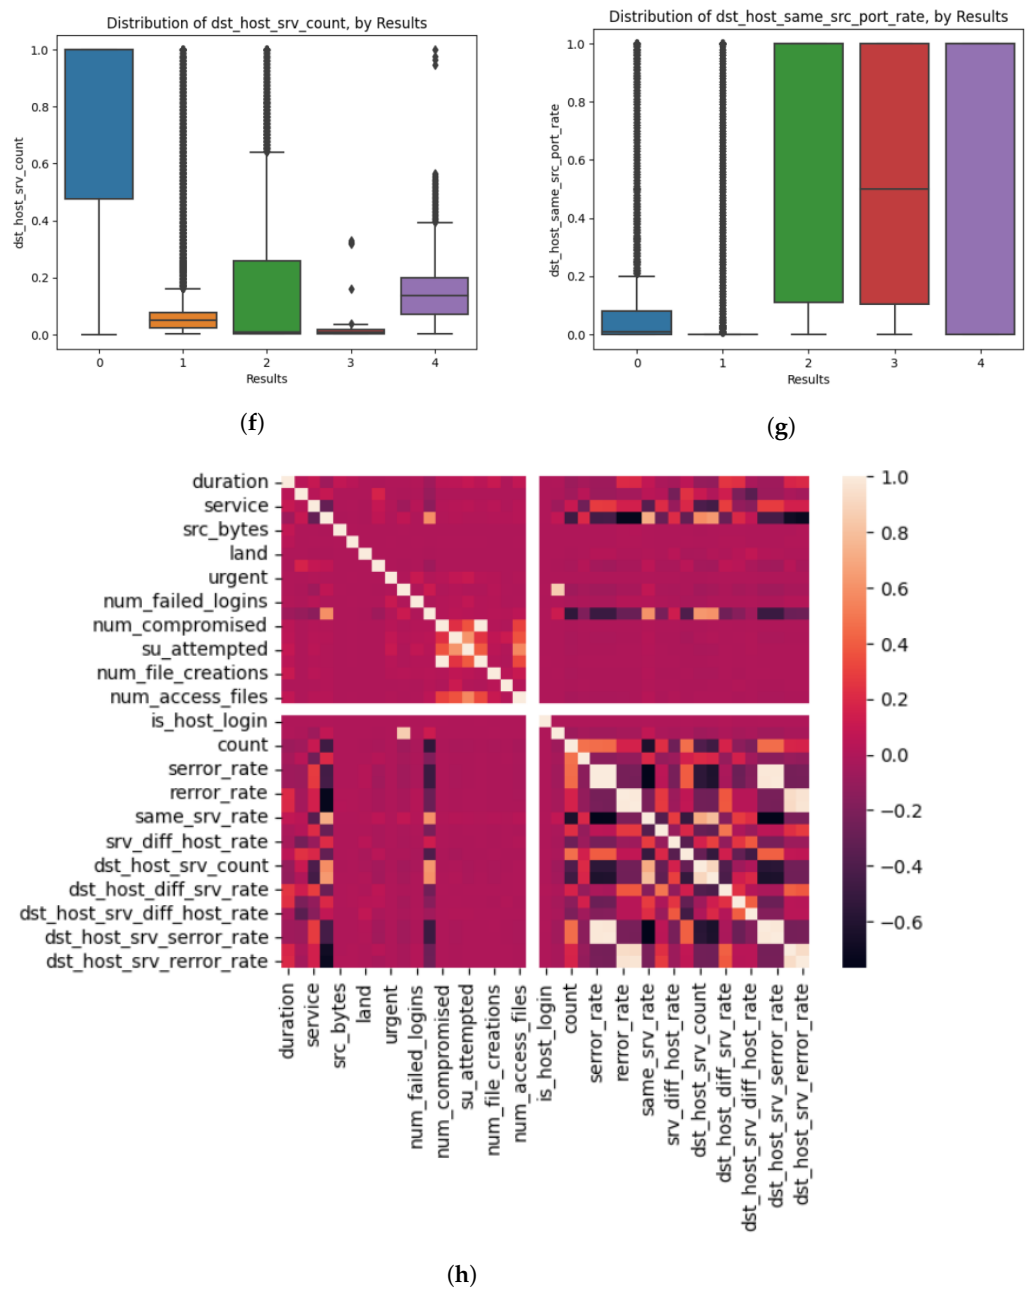 Distribution of dst_host_srv_count, by Results
1.0
0.8
0.6
0.4
0.2
0.0
dst_host_srv_count
0 1 2 3 4
Results
(f)
Distribution of dst_host_same_src_port_rate, by Results
1.0
0.8
0.6
0.4
0.2
0.0
dst_host_same_src_port_rate
0 1 2 3 4
Results
(g)
duration
service
src_bytes
land
urgent
num_failed_logins
num_compromised
su_attempted
num_file_creations
num_access_files
is_host_login
count
serror_rate
rerror_rate
same_srv_rate
srv_diff_host_rate
dst_host_srv_count
dst_host_diff_srv_rate
dst_host_srv_diff_host_rate
dst_host_srv_serror_rate
dst_host_srv_rerror_rate
duration
service
src_bytes
land
urgent
num_failed_logins
num_compromised
su_attempted
num_file_creations
num_access_files
is_host_login
count
serror_rate
rerror_rate
same_srv_rate
srv_diff_host_rate
dst_host_srv_count
dst_host_diff_srv_rate
dst_host_srv_diff_host_rate
dst_host_srv_serror_rate
dst_host_srv_rerror_rate
1.0
0.8
0.6
0.4
0.2
0.0
−0.2
−0.4
−0.6
(h)